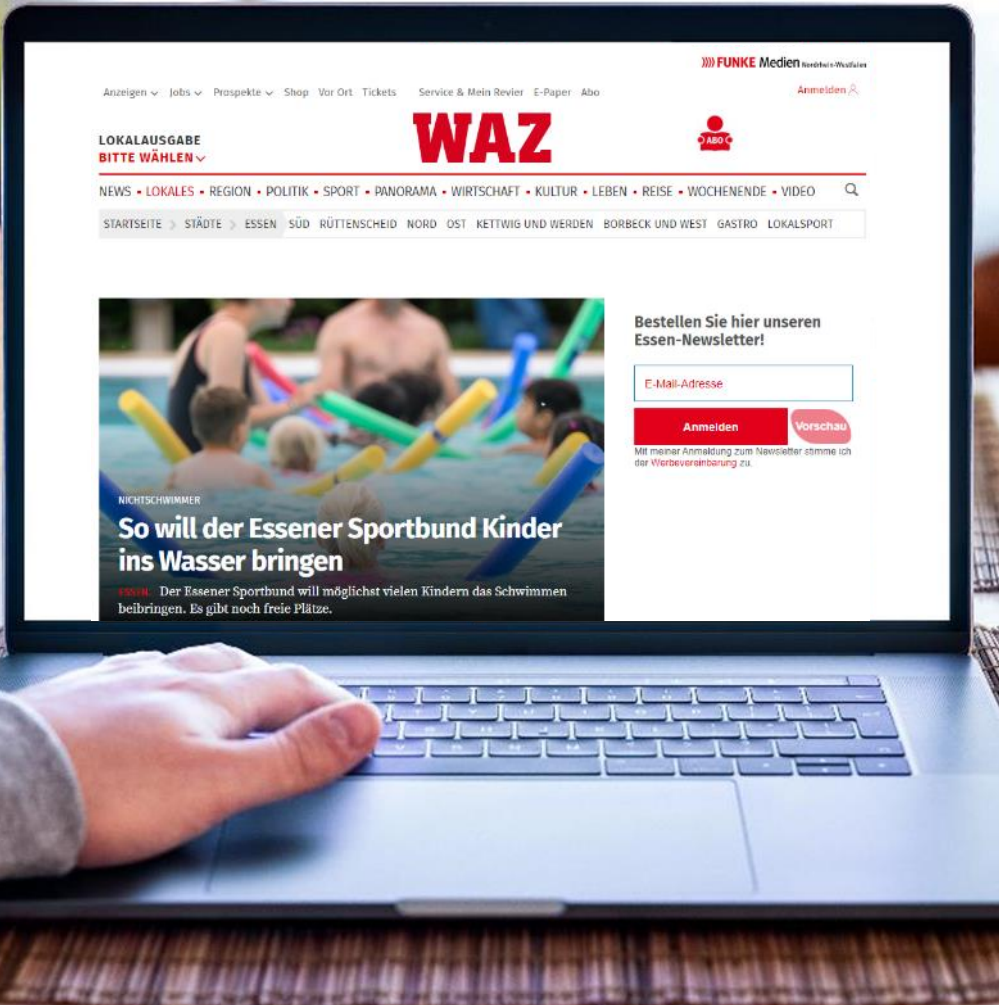 FUNKE Medien Nordrhein-Westfalen
Anzeigen Jobs Prospekte Shop Vor Ort Tickets Service & Mein Revier E-Paper Abo Anmelden
LOKALAUSGABE
BITTE WÄHLEN
WAZ
ABO
NEWS • LOKALES • REGION • POLITIK • SPORT • PANORAMA • WIRTSCHAFT • KULTUR • LEBEN • REISE • WOCHENENDE • VIDEO
STARTSEITE STÄDTE ESSEN SÜD RÜTTENSCHEID NORD OST KETTWIG UND WERDEN BORBECK UND WEST GASTRO LOKALSPORT
NICHTSCHWIMMER
So will der Essener Sportbund Kinder
ins Wasser bringen
ESSEN. Der Essener Sportbund will möglichst vielen Kindern das Schwimmen
beibringen. Es gibt noch freie Plätze.
Bestellen Sie hier unseren
Essen-Newsletter!
E-Mail-Adresse
Anmelden Vorschau
Mit meiner Anmeldung zum Newsletter stimme ich
der Werbevereinbarung zu.